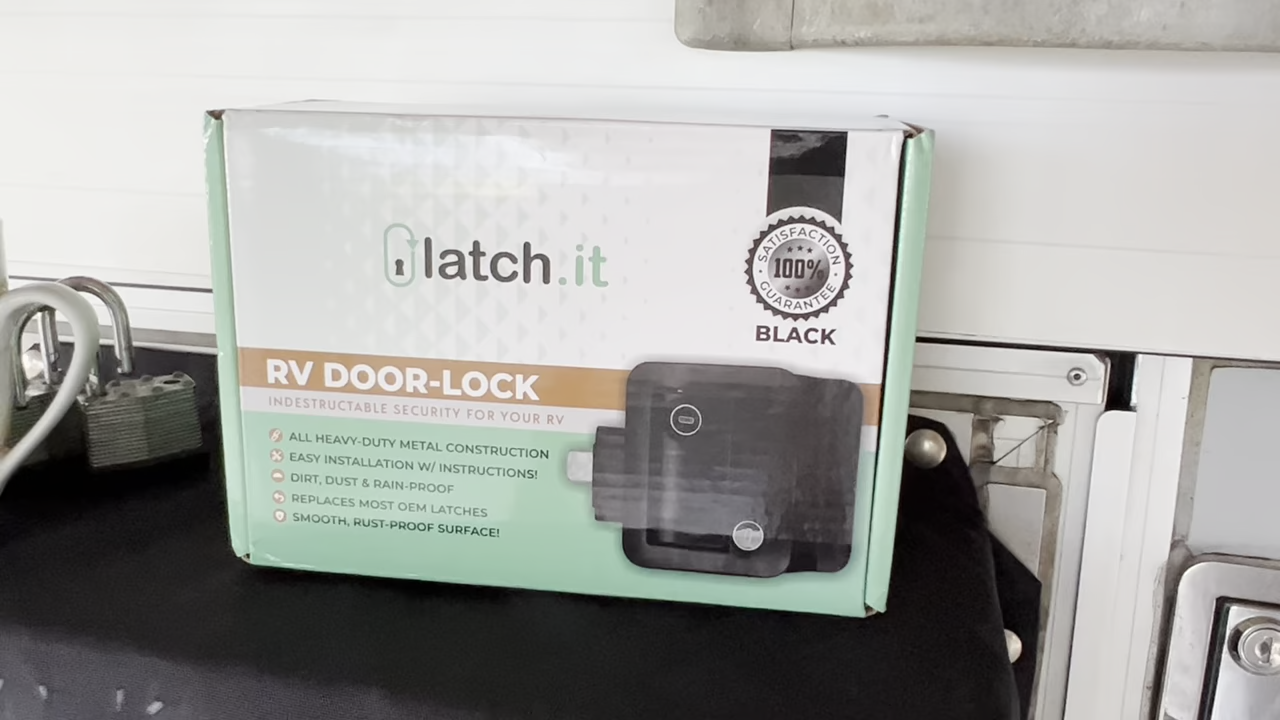 latch.it
SATISFACTION
100%
GUARANTEE
BLACK
RV DOOR-LOCK
INDESTRUCTABLE SECURITY FOR YOUR RV
ALL HEAVY-DUTY METAL CONSTRUCTION
EASY INSTALLATION W/ INSTRUCTIONS!
DIRT, DUST & RAIN-PROOF
REPLACES MOST OEM LATCHES
SMOOTH, RUST-PROOF SURFACE!